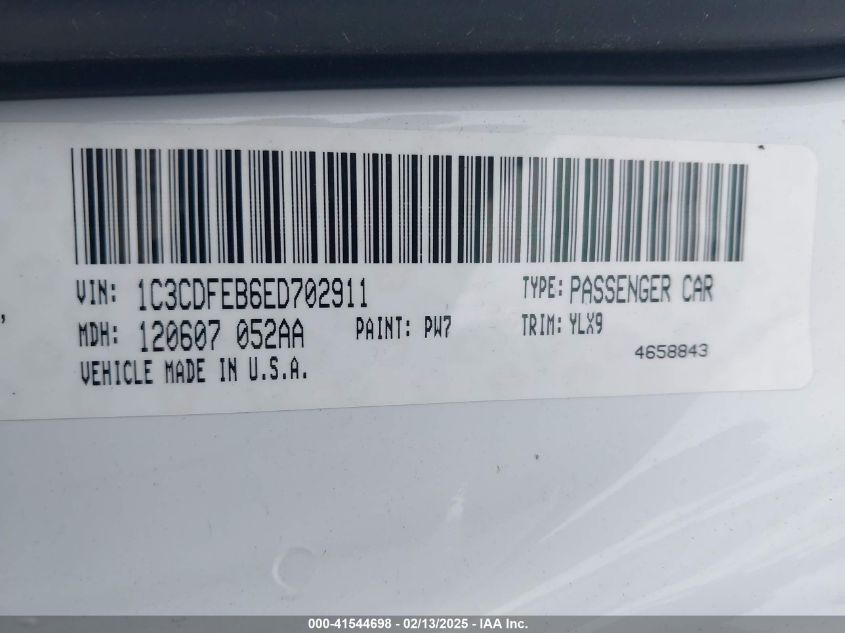 VIN: 1C3CDFEB6ED702911 TYPE: PASSENGER CAR
MDH: 120607 052AA PAINT: PW7 TRIM: YLX9
4658843
VEHICLE MADE IN U.S.A.
000-41544698 - 02/13/2025 - IAA Inc.